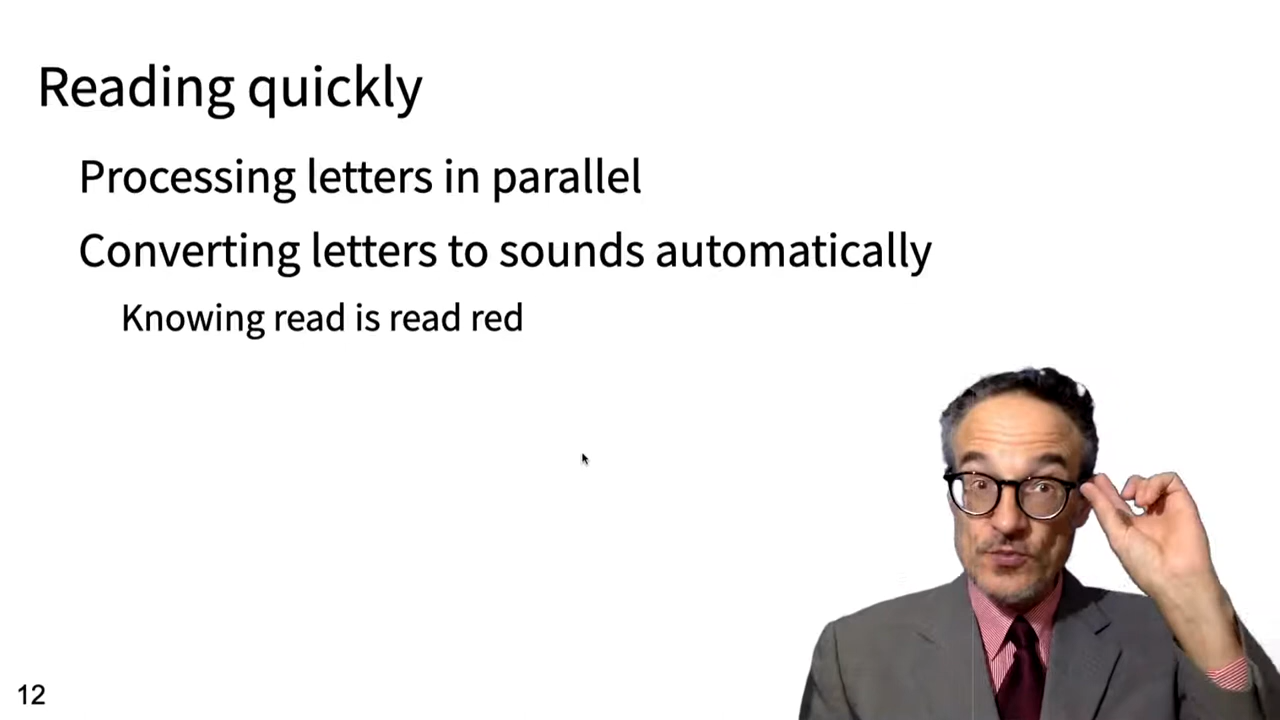 Reading quickly
Processing letters in parallel
Converting letters to sounds automatically
Knowing read is read red
12